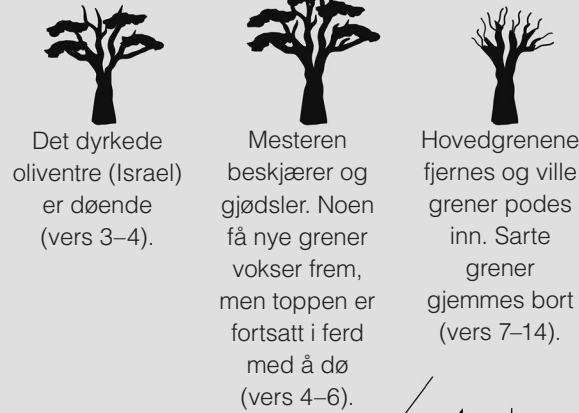 Det dyrkede
oliventre (Israel)
er døende
(vers 3–4).
Mesteren
beskjærer og
gjødsler. Noen
få nye grener
vokser frem,
men toppen er
fortsatt i ferd
med å dø
(vers 4–6).
Hovedgrenene
fjernes og ville
grener podes
inn. Sarte
grener
gjemmes bort
(vers 7–14).